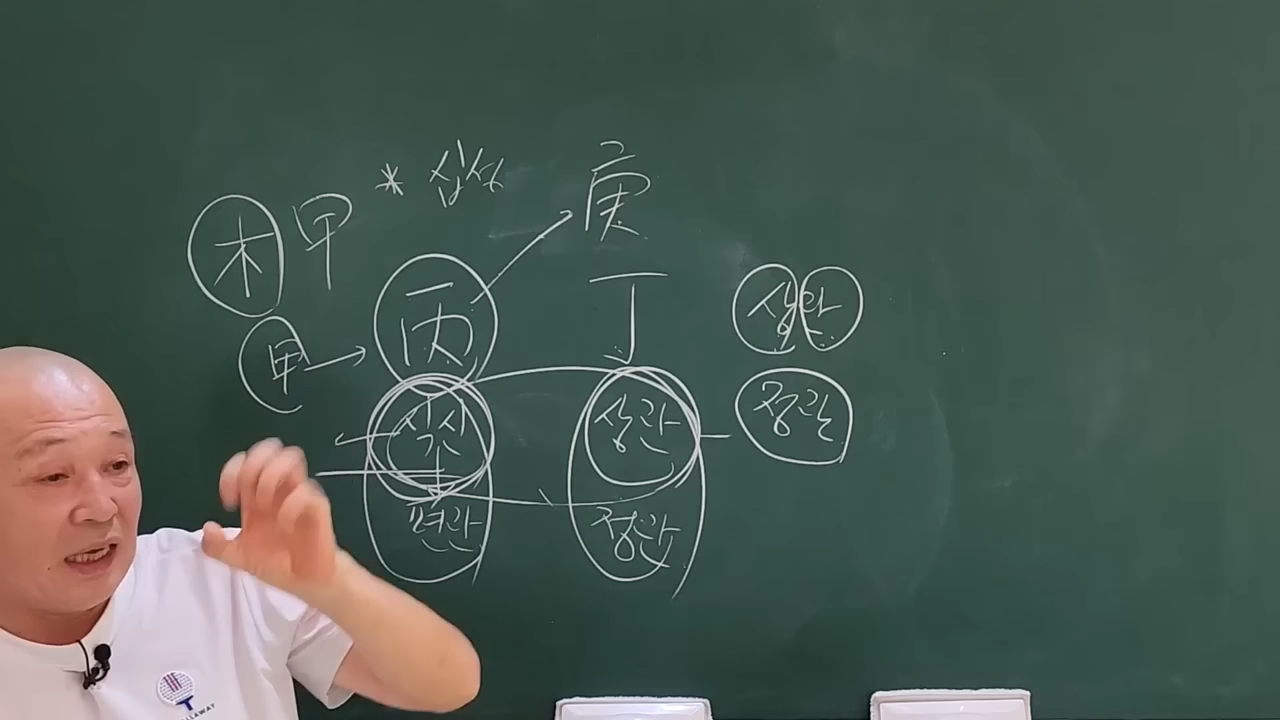 * 십성 庚
木 甲
丙 丁 상관
甲
식신 상관 정관
편관 정관